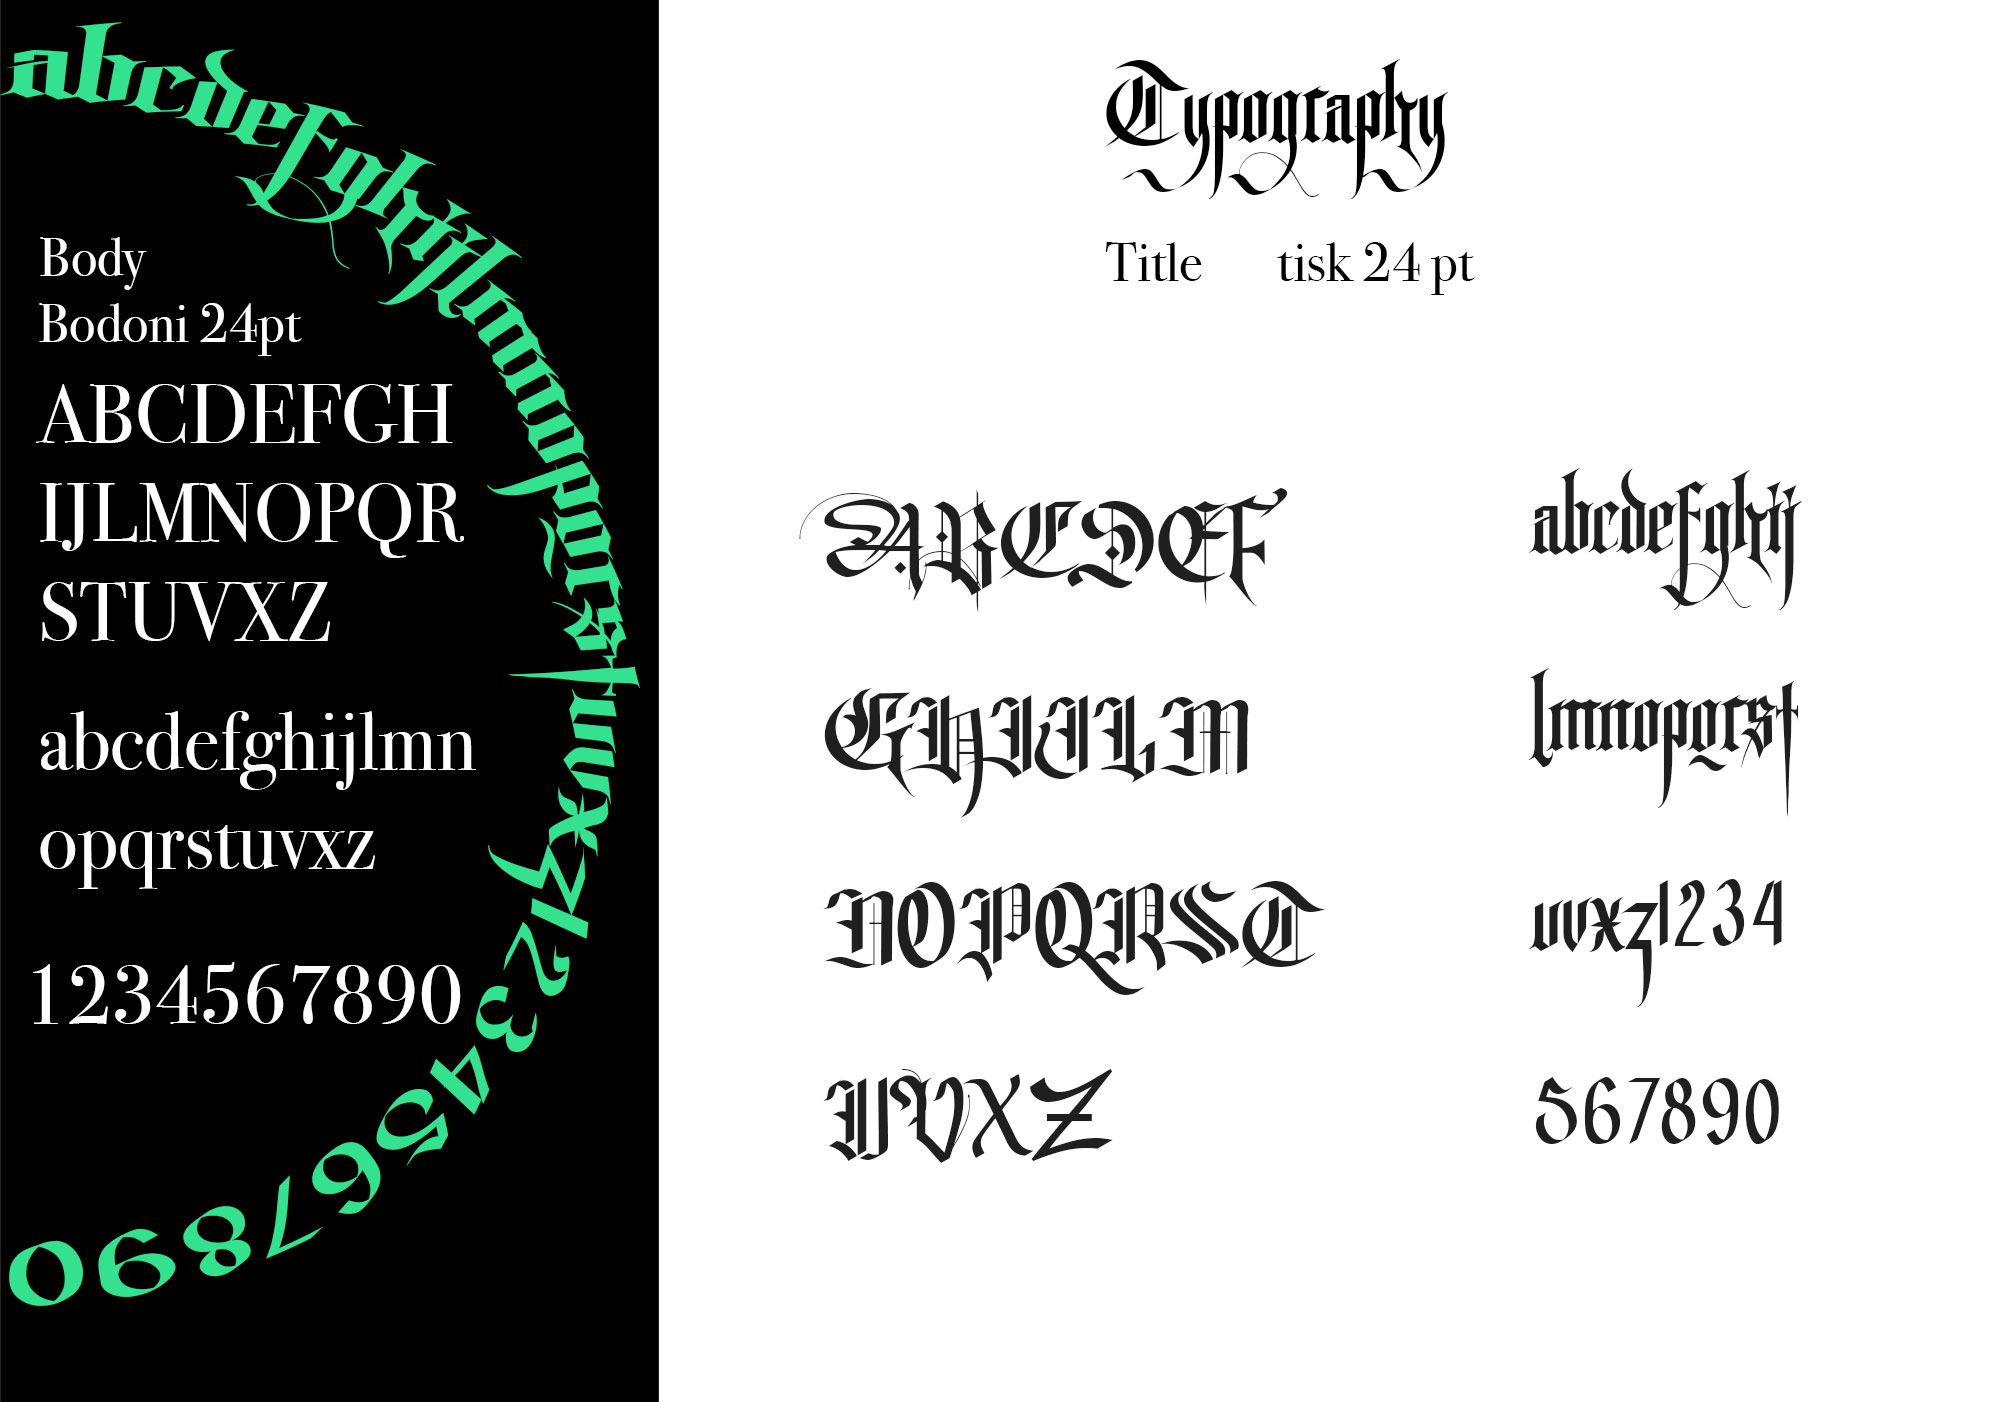 abcdefghijlmnopqrstuvxz1234567890
Body
Bodoni 24pt
ABCDEFGH
IJLMNOPQR
STUVXZ
abcdefghijlmn
opqrstuvxz
1234567890
Typography
Title tisk 24 pt
ABCDEF
GHIJLM
NOPQRST
UVXZ
abcdefghij
lmnopqrst
uvxz1234
567890